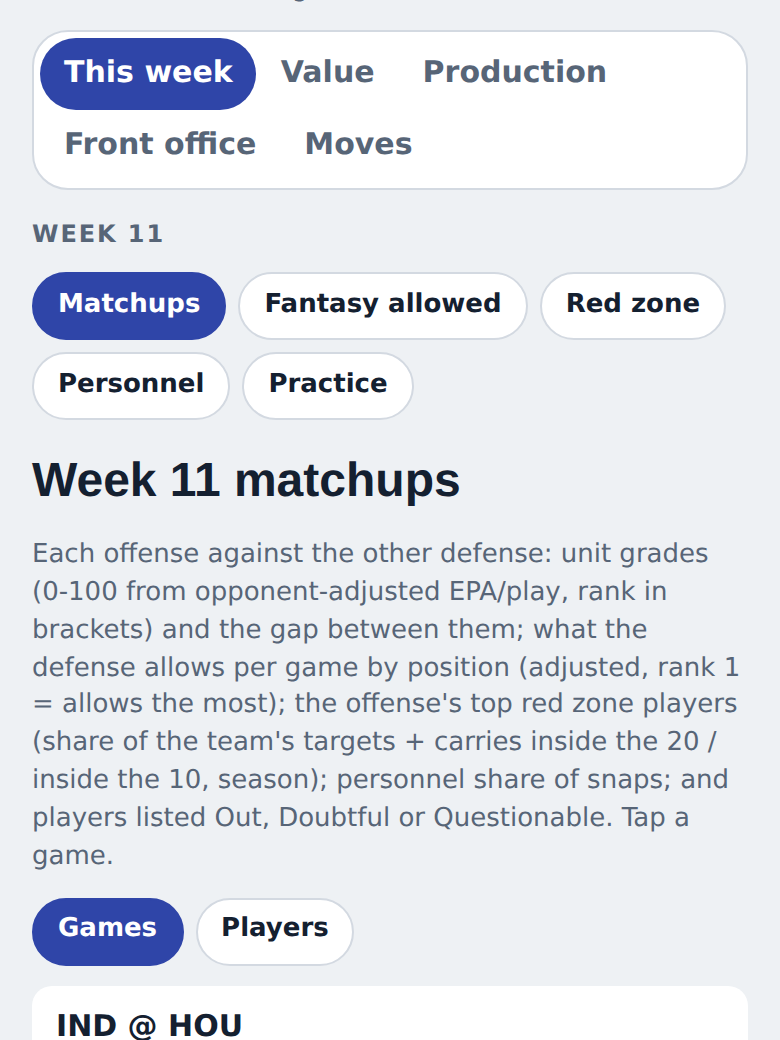 This week Value Production
Front office Moves
WEEK 11
Matchups Fantasy allowed Red zone
Personnel Practice
Week 11 matchups
Each offense against the other defense: unit grades
(0-100 from opponent-adjusted EPA/play, rank in
brackets) and the gap between them; what the
defense allows per game by position (adjusted, rank 1
= allows the most); the offense's top red zone players
(share of the team's targets + carries inside the 20 /
inside the 10, season); personnel share of snaps; and
players listed Out, Doubtful or Questionable. Tap a
game.
Games Players
IND @ HOU